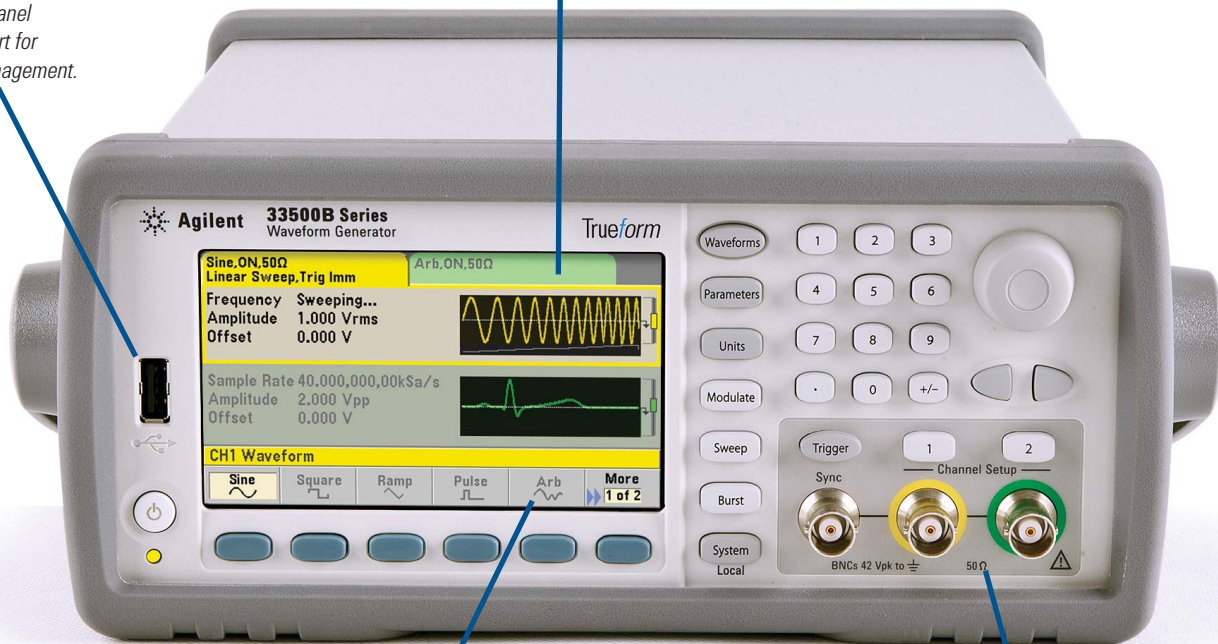 anel
rt for
nagement.
Agilent 33500B Series
Waveform Generator
Trueform
Sine,ON,50Ω
Linear Sweep,Trig Imm
Arb,ON,50Ω
Frequency Sweeping...
Amplitude 1.000 Vrms
Offset 0.000 V
Sample Rate 40.000,000,00kSa/s
Amplitude 2.000 Vpp
Offset 0.000 V
CH1 Waveform
Sine Square Ramp Pulse Arb More
1 of 2
Waveforms 1 2 3
Parameters 4 5 6
Units 7 8 9
Modulate . 0 +/−
Sweep Trigger 1 2
Channel Setup
Sync
Burst
System
Local
BNCs 42 Vpk to 50 Ω